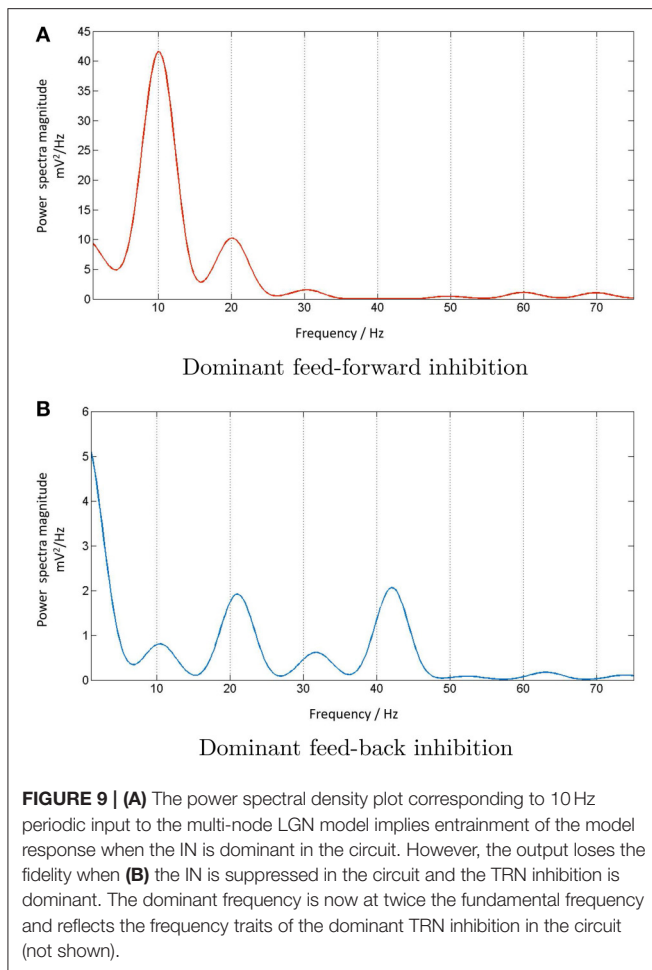 A
45
40
35
30
25
20
15
10
5
0
Power spectra magnitude
mV²/Hz
10 20 30 40 50 60 70
Frequency / Hz
Dominant feed-forward inhibition
B
6
5
4
3
2
1
0
Power spectra magnitude
mV²/Hz
10 20 30 40 50 60 70
Frequency / Hz
Dominant feed-back inhibition
FIGURE 9 | (A) The power spectral density plot corresponding to 10 Hz
periodic input to the multi-node LGN model implies entrainment of the model
response when the IN is dominant in the circuit. However, the output loses the
fidelity when (B) the IN is suppressed in the circuit and the TRN inhibition is
dominant. The dominant frequency is now at twice the fundamental frequency
and reflects the frequency traits of the dominant TRN inhibition in the circuit
(not shown).